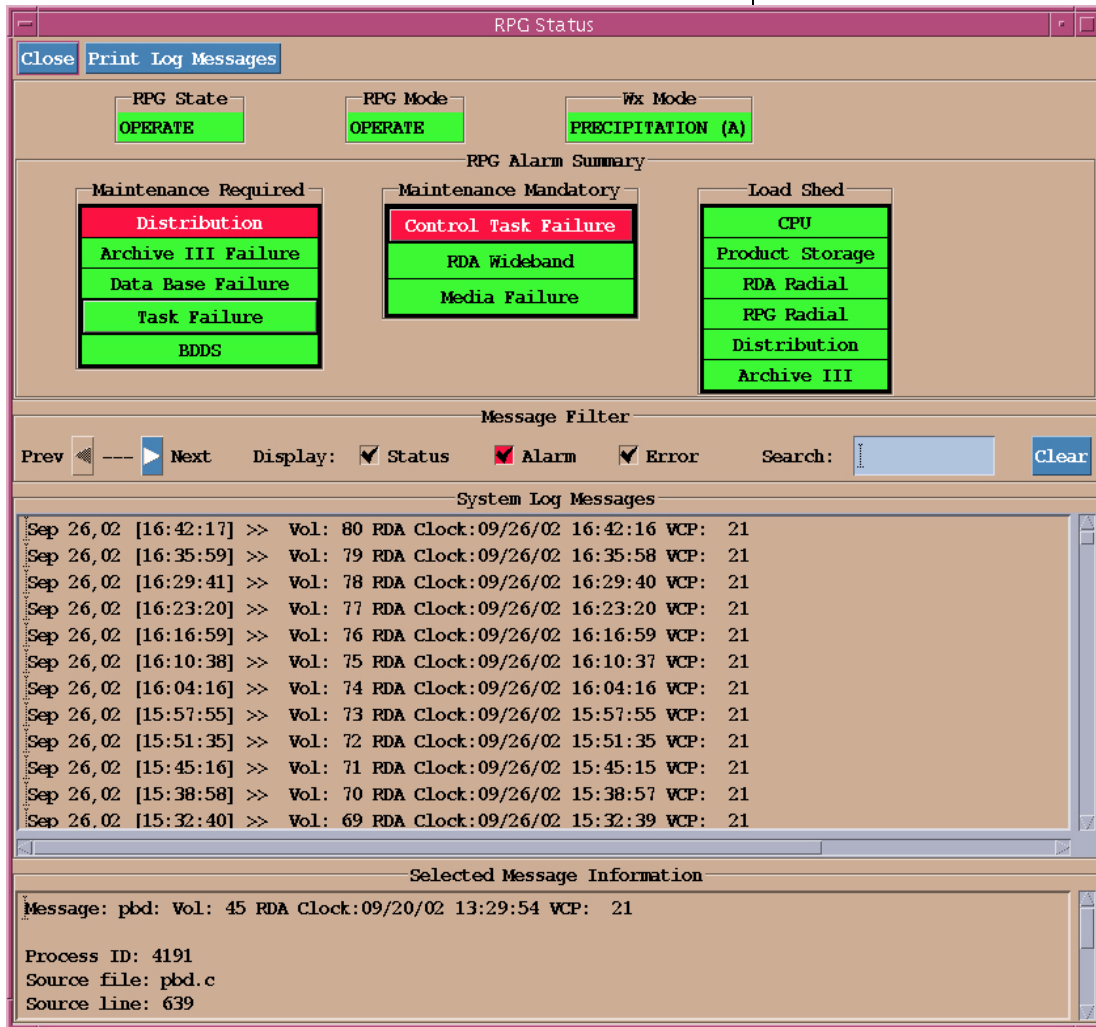 RPG Status
Close Print Log Messages
RPG State RPG Mode Wx Mode
OPERATE OPERATE PRECIPITATION (A)
RPG Alarm Summary
Maintenance Required Maintenance Mandatory Load Shed
Distribution Control Task Failure CPU
Archive III Failure RDA Wideband Product Storage
Data Base Failure Media Failure RDA Radial
Task Failure RPG Radial
BDDS Distribution
Archive III
Message Filter
Prev --- Next Display: Status Alarm Error Search: Clear
System Log Messages
Sep 26,02 [16:42:17] >> Vol: 80 RDA Clock:09/26/02 16:42:16 VCP: 21
Sep 26,02 [16:35:59] >> Vol: 79 RDA Clock:09/26/02 16:35:58 VCP: 21
Sep 26,02 [16:29:41] >> Vol: 78 RDA Clock:09/26/02 16:29:40 VCP: 21
Sep 26,02 [16:23:20] >> Vol: 77 RDA Clock:09/26/02 16:23:20 VCP: 21
Sep 26,02 [16:16:59] >> Vol: 76 RDA Clock:09/26/02 16:16:59 VCP: 21
Sep 26,02 [16:10:38] >> Vol: 75 RDA Clock:09/26/02 16:10:37 VCP: 21
Sep 26,02 [16:04:16] >> Vol: 74 RDA Clock:09/26/02 16:04:16 VCP: 21
Sep 26,02 [15:57:55] >> Vol: 73 RDA Clock:09/26/02 15:57:55 VCP: 21
Sep 26,02 [15:51:35] >> Vol: 72 RDA Clock:09/26/02 15:51:35 VCP: 21
Sep 26,02 [15:45:16] >> Vol: 71 RDA Clock:09/26/02 15:45:15 VCP: 21
Sep 26,02 [15:38:58] >> Vol: 70 RDA Clock:09/26/02 15:38:57 VCP: 21
Sep 26,02 [15:32:40] >> Vol: 69 RDA Clock:09/26/02 15:32:39 VCP: 21
Selected Message Information
Message: pbd: Vol: 45 RDA Clock:09/20/02 13:29:54 VCP: 21
Process ID: 4191
Source file: pbd.c
Source line: 639